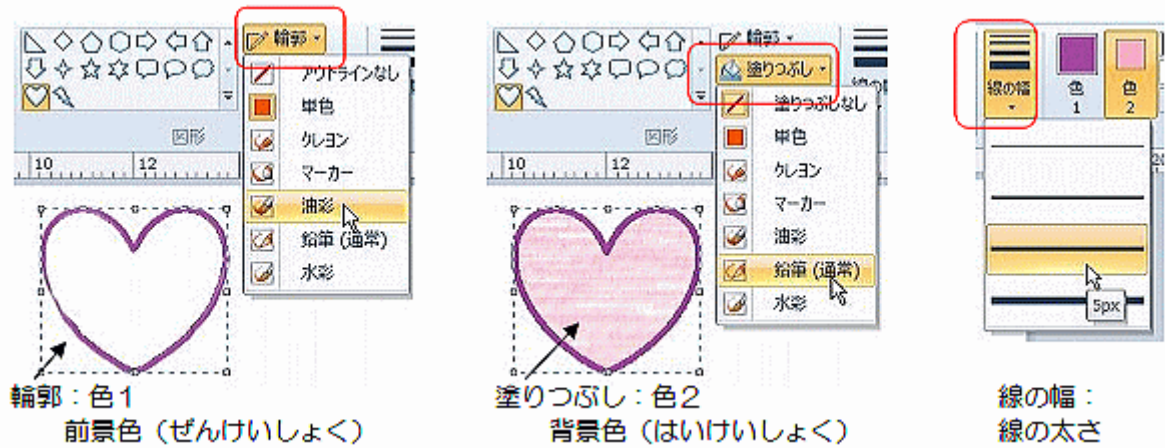 輪郭
アウトラインなし
単色
クレヨン
マーカー
油彩
鉛筆 (通常)
水彩
図形
10 12
輪郭：色1
前景色（ぜんけいしょく）
輪郭
塗りつぶし
塗りつぶしなし
単色
クレヨン
マーカー
油彩
鉛筆 (通常)
水彩
図形
10 12
塗りつぶし：色2
背景色（はいけいしょく）
線の幅
色
1
色
2
5px
線の幅：
線の太さ